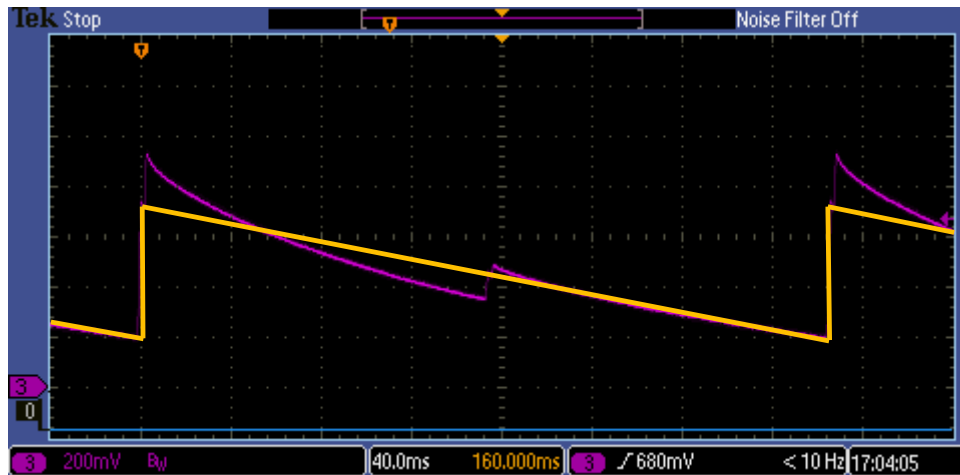 Tek Stop Noise Filter Off
T
T
3
0
3 200mV BW 40.0ms 160.000ms 3 680mV < 10 Hz 17:04:05